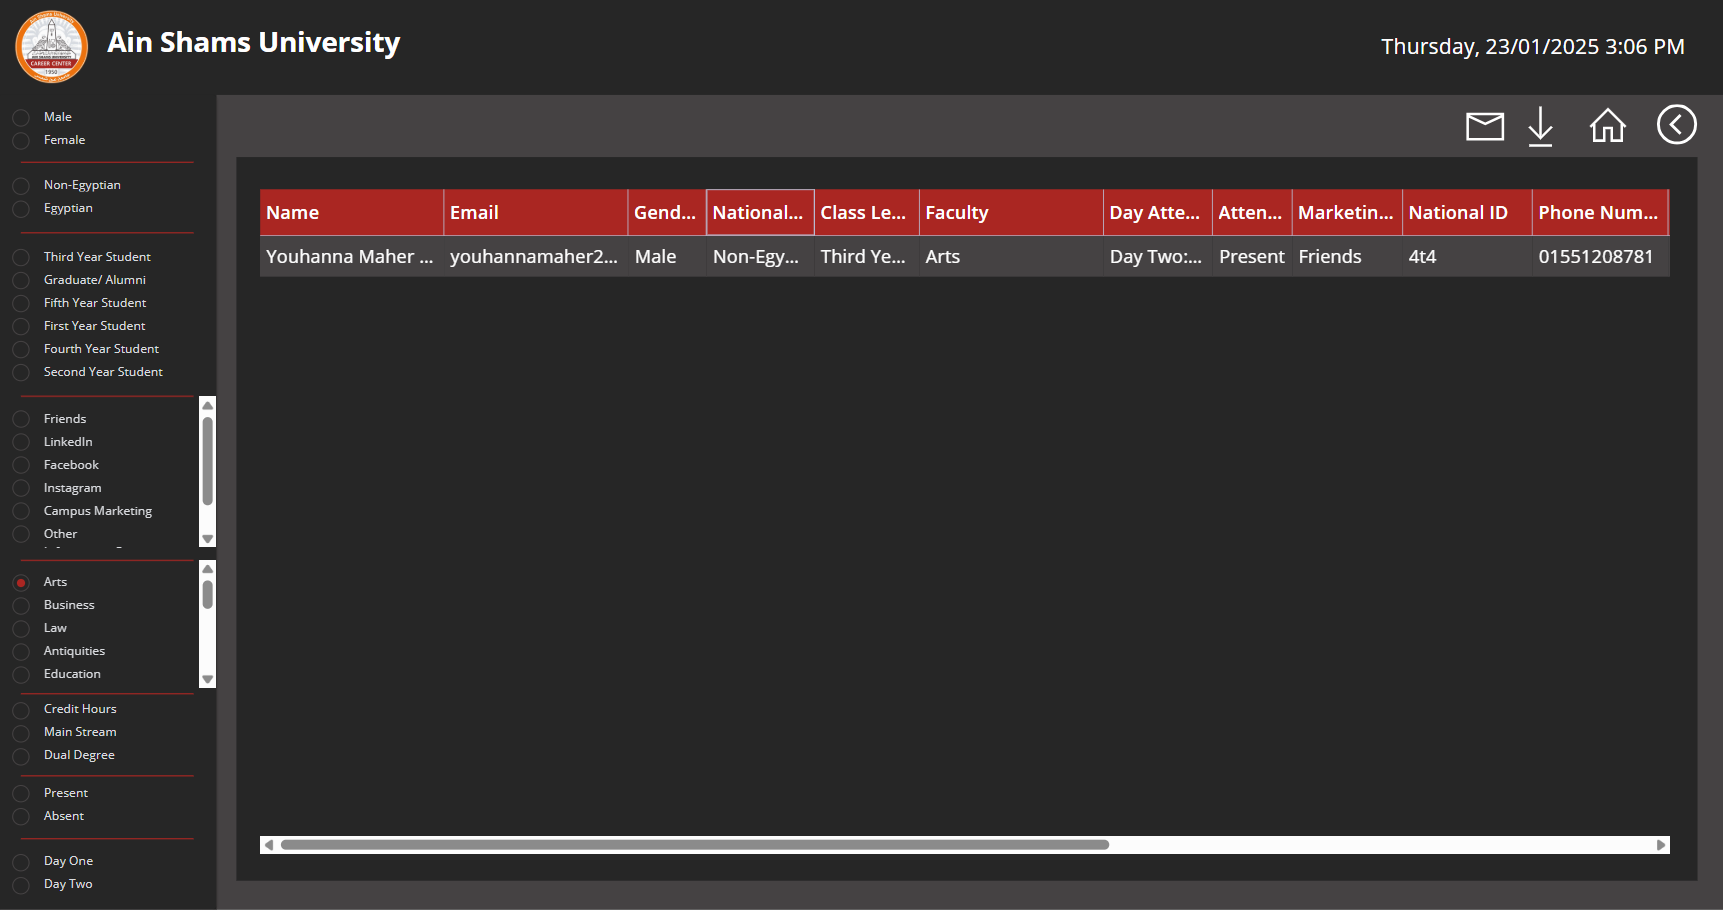 Ain Shams University
CAREER CENTER
1950
Ain Shams University
Thursday, 23/01/2025 3:06 PM
Male
Female
Non-Egyptian
Egyptian
Third Year Student
Graduate/ Alumni
Fifth Year Student
First Year Student
Fourth Year Student
Second Year Student
Friends
LinkedIn
Facebook
Instagram
Campus Marketing
Other
Arts
Business
Law
Antiquities
Education
Credit Hours
Main Stream
Dual Degree
Present
Absent
Day One
Day Two
Name Email Gend... National... Class Le... Faculty Day Atte... Atten... Marketin... National ID Phone Num...
Youhanna Maher ... youhannamaher2... Male Non-Egy... Third Ye... Arts Day Two:... Present Friends 4t4 01551208781